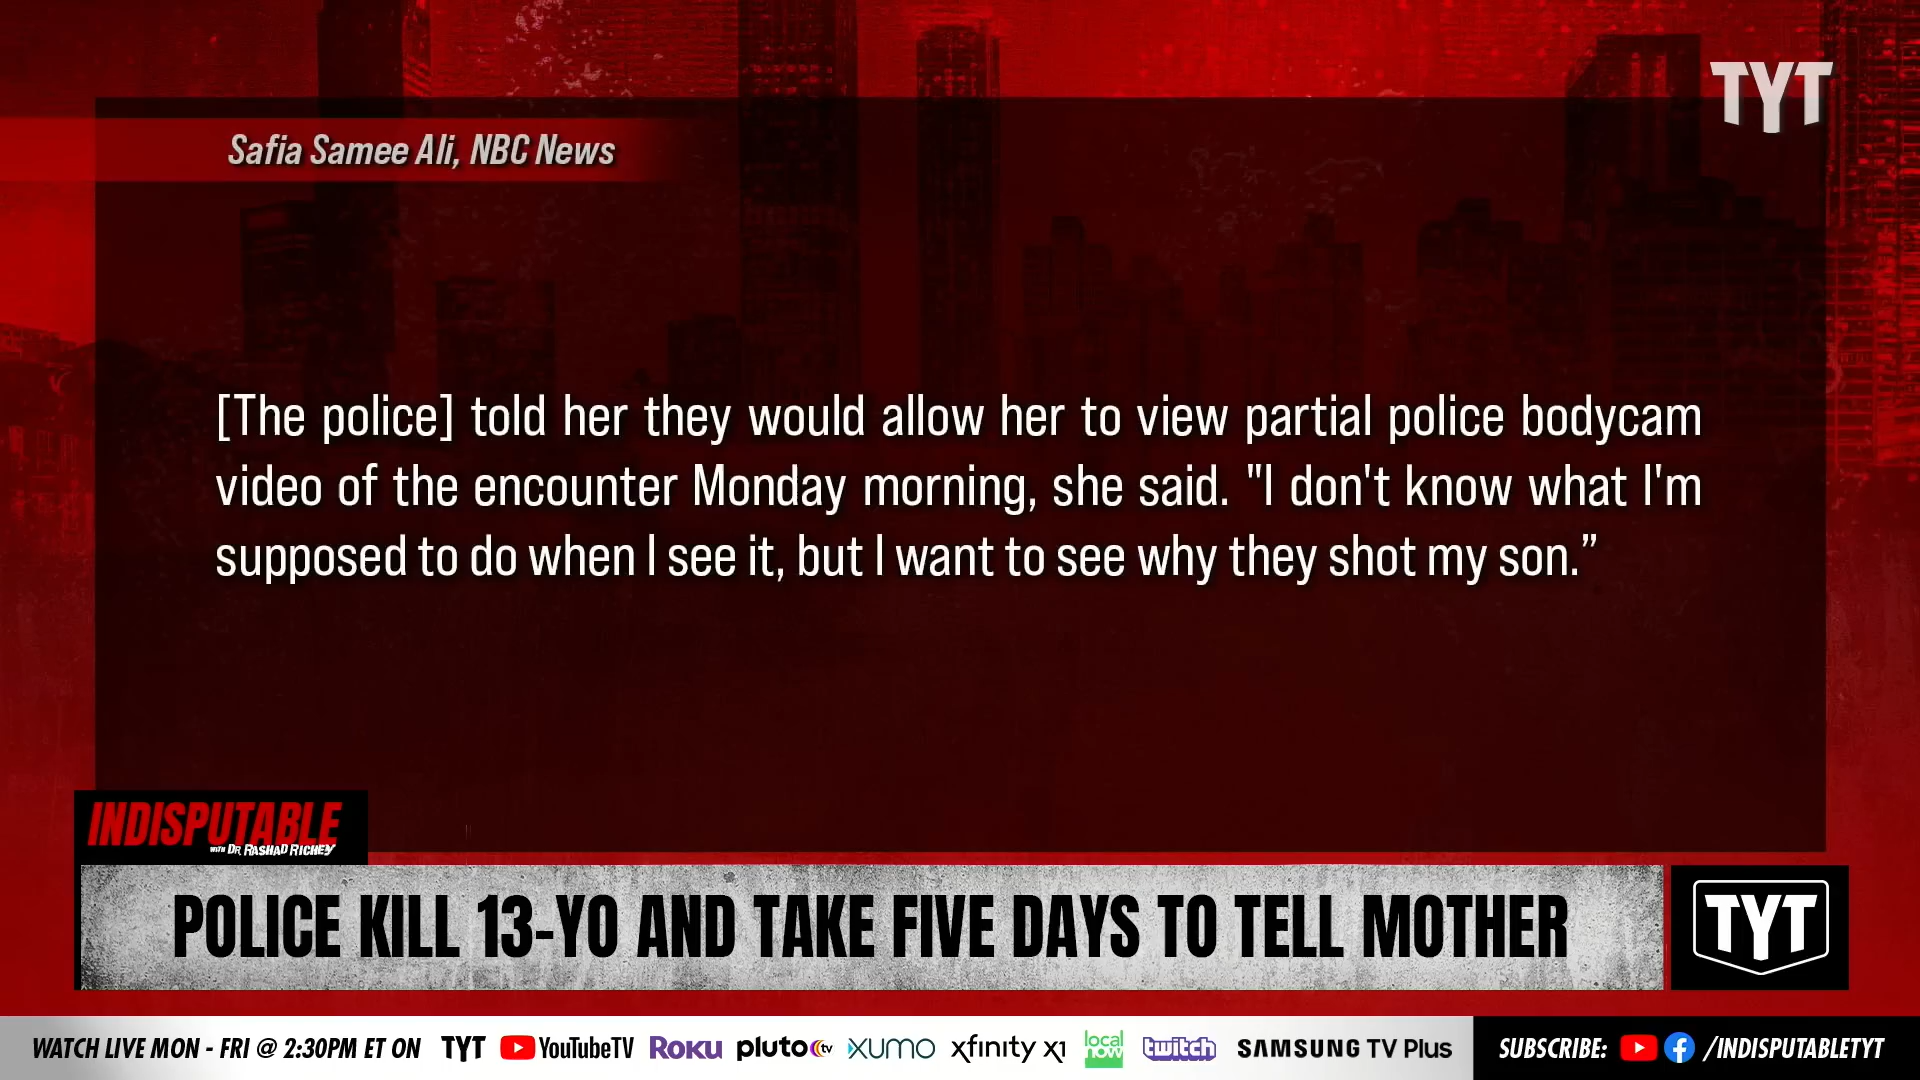 TYT
Safia Samee Ali, NBC News
[The police] told her they would allow her to view partial police bodycam
video of the encounter Monday morning, she said. "I don't know what I'm
supposed to do when I see it, but I want to see why they shot my son.”
INDISPUTABLE
WITH DR RASHAD RICHEY
POLICE KILL 13-YO AND TAKE FIVE DAYS TO TELL MOTHER
TYT
WATCH LIVE MON - FRI @ 2:30PM ET ON TYT YouTubeTV Roku pluto tv xumo xfinity x1 local now twitch SAMSUNG TV Plus SUBSCRIBE: /INDISPUTABLETYT